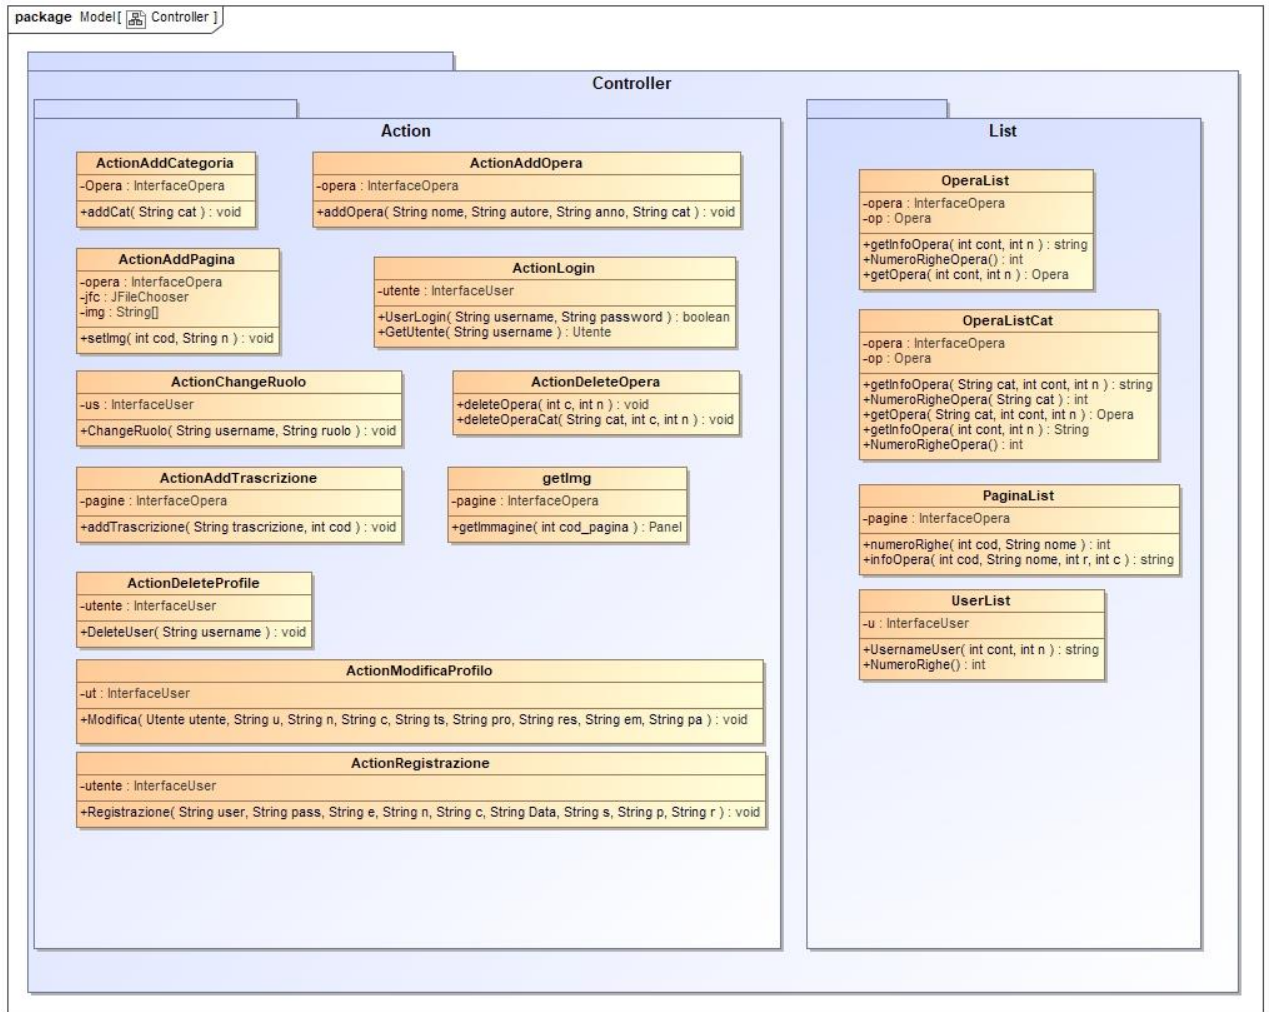 package Model [ Controller ]
Controller
Action
ActionAddCategoria
-Opera : InterfaceOpera
+addCat( String cat ) : void
ActionAddOpera
-opera : InterfaceOpera
+addOpera( String nome, String autore, String anno, String cat ) : void
ActionAddPagina
-opera : InterfaceOpera
-jfc : JFileChooser
-img : String[]
+setImg( int cod, String n ) : void
ActionLogin
-utente : InterfaceUser
+UserLogin( String username, String password ) : boolean
+GetUtente( String username ) : Utente
ActionChangeRuolo
-us : InterfaceUser
+ChangeRuolo( String username, String ruolo ) : void
ActionDeleteOpera
+deleteOpera( int c, int n ) : void
+deleteOperaCat( String cat, int c, int n ) : void
ActionAddTrascrizione
-pagine : InterfaceOpera
+addTrascrizione( String trascrizione, int cod ) : void
getImg
-pagine : InterfaceOpera
+getImmagine( int cod_pagina ) : Panel
ActionDeleteProfile
-utente : InterfaceUser
+DeleteUser( String username ) : void
ActionModificaProfilo
-ut : InterfaceUser
+Modifica( Utente utente, String u, String n, String c, String ts, String pro, String res, String em, String pa ) : void
ActionRegistrazione
-utente : InterfaceUser
+Registrazione( String user, String pass, String e, String n, String c, String Data, String s, String p, String r ) : void
List
OperaList
-opera : InterfaceOpera
-op : Opera
+getInfoOpera( int cont, int n ) : string
+NumeroRigheOpera() : int
+getOpera( int cont, int n ) : Opera
OperaListCat
-opera : InterfaceOpera
-op : Opera
+getInfoOpera( String cat, int cont, int n ) : string
+NumeroRigheOpera( String cat ) : int
+getOpera( String cat, int cont, int n ) : Opera
+getInfoOpera( int cont, int n ) : String
+NumeroRigheOpera() : int
PaginaList
-pagine : InterfaceOpera
+numeroRighe( int cod, String nome ) : int
+infoOpera( int cod, String nome, int r, int c ) : string
UserList
-u : InterfaceUser
+UsernameUser( int cont, int n ) : string
+NumeroRighe() : int